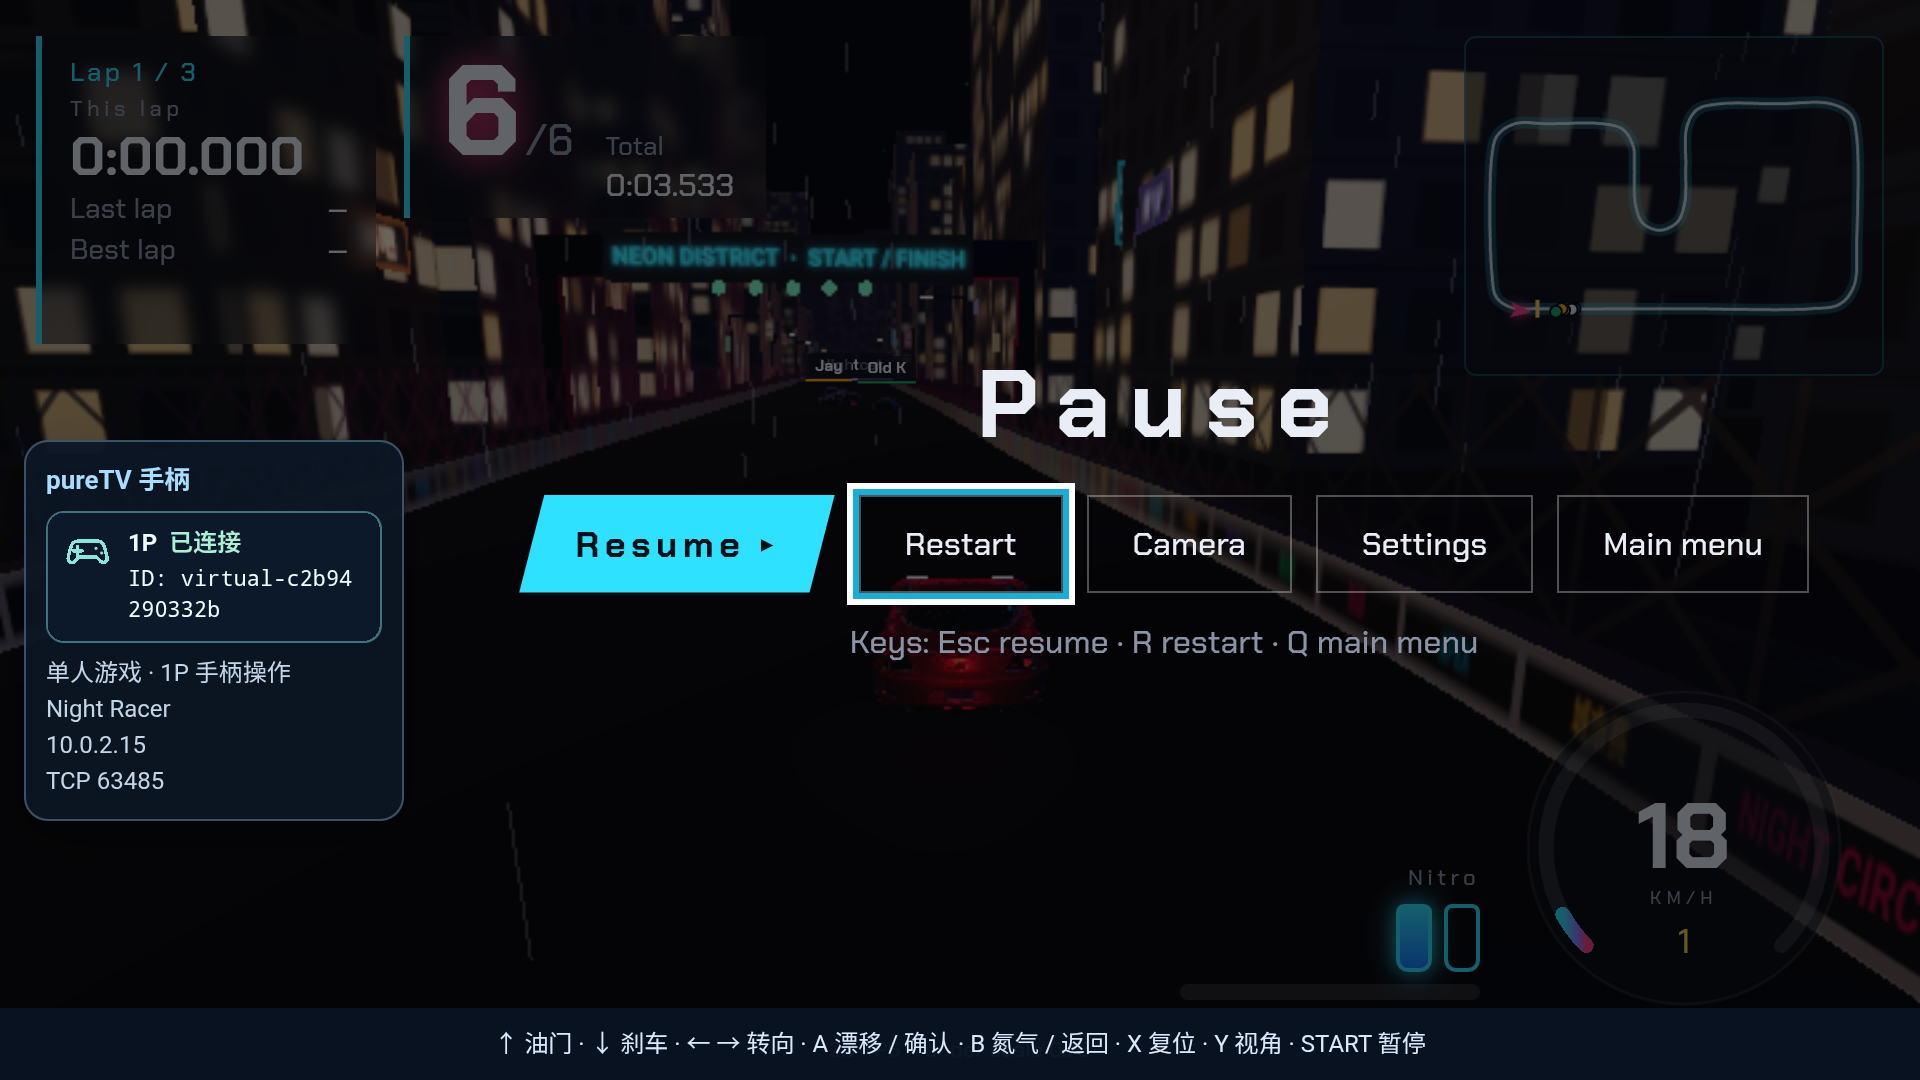 Lap 1 / 3
This lap
0:00.000
Last lap —
Best lap —
6/6
Total
0:03.533
NEON DISTRICT · START / FINISH
Jay
Old K
Pause
pureTV 手柄
1P 已连接
ID: virtual-c2b94
290332b
单人游戏 · 1P 手柄操作
Night Racer
10.0.2.15
TCP 63485
Resume ▸
Restart
Camera
Settings
Main menu
Keys: Esc resume · R restart · Q main menu
Nitro
18
KM/H
1
NIGHT CIRC
↑ 油门 · ↓ 刹车 · ←→ 转向 · A 漂移 / 确认 · B 氮气 / 返回 · X 复位 · Y 视角 · START 暂停